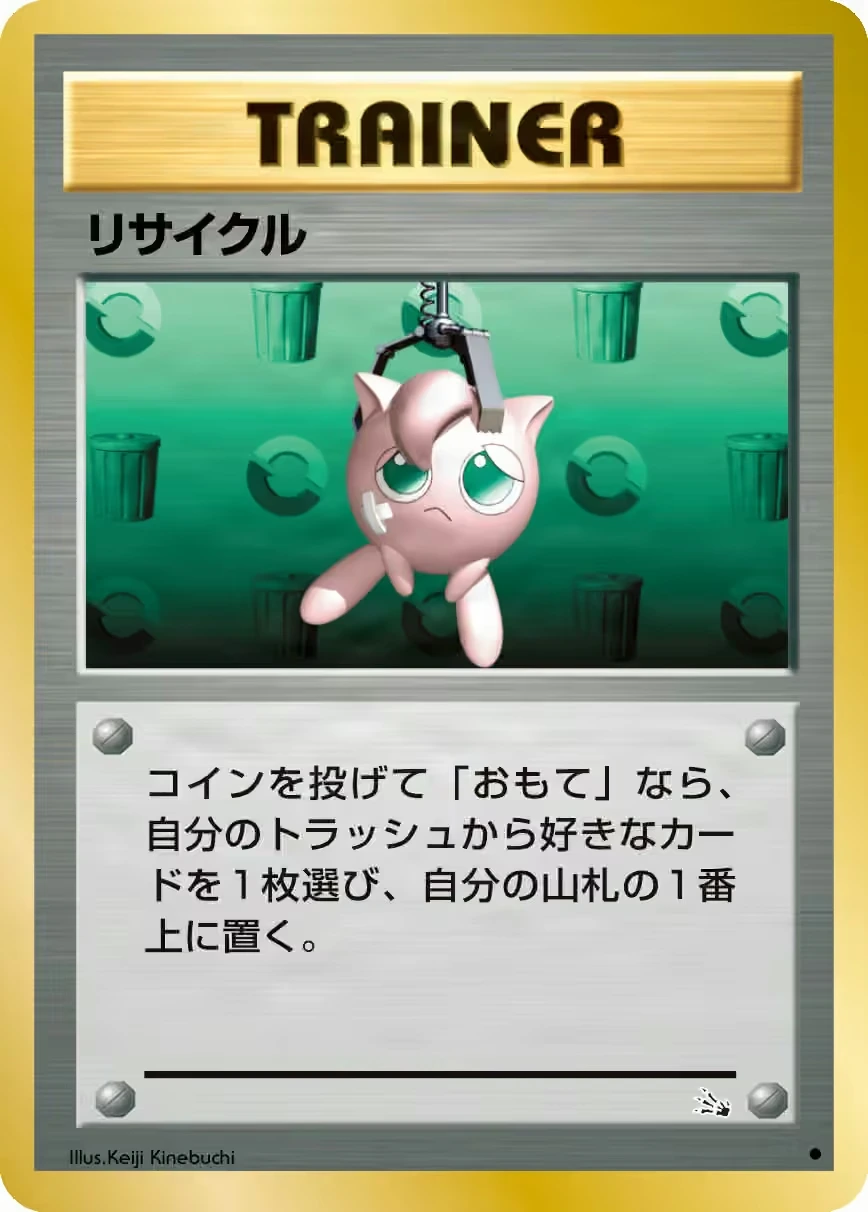 TRAINER
リサイクル
コインを投げて「おもて」なら、
自分のトラッシュから好きなカー
ドを１枚選び、自分の山札の１番
上に置く。
Illus.Keiji Kinebuchi